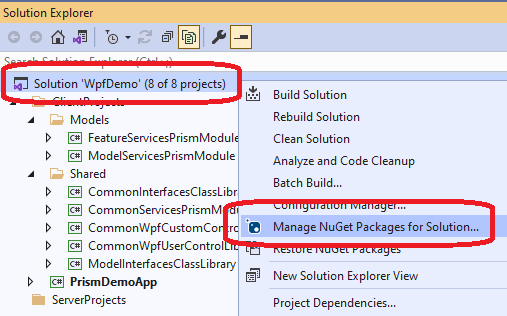 Solution Explorer
Search Solution Explorer (Ctrl+;)
Solution 'WpfDemo' (8 of 8 projects)
ClientProjects
Models
FeatureServicesPrismModule
ModelServicesPrismModule
Shared
CommonInterfacesClassLib
CommonServicesPrismMod
CommonWpfCustomContro
CommonWpfUserControlLib
ModelInterfacesClassLibrary
PrismDemoApp
ServerProjects
Build Solution
Rebuild Solution
Clean Solution
Analyze and Code Cleanup
Batch Build...
Configuration Manager...
Manage NuGet Packages for Solution...
Restore NuGet Packages
New Solution Explorer View
Project Dependencies...